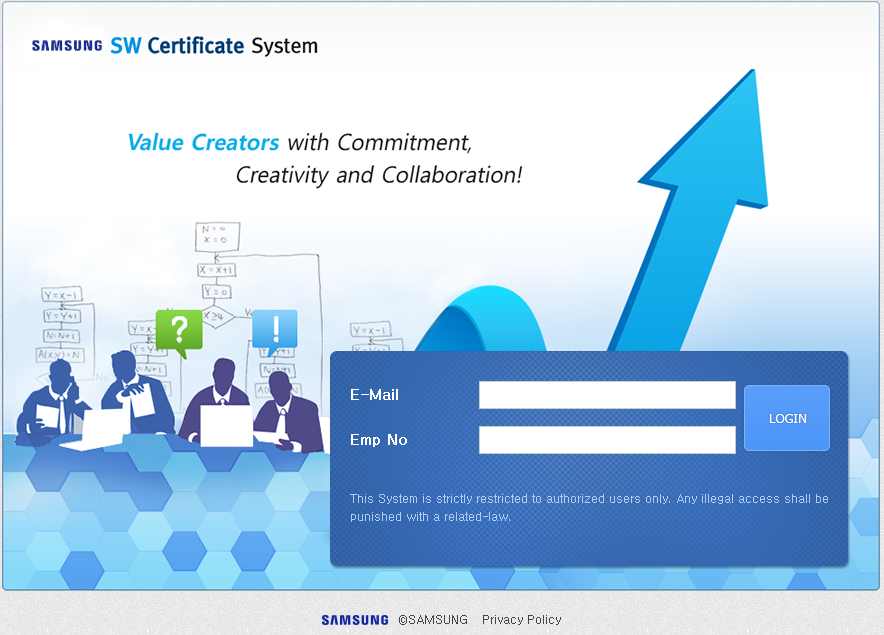 SAMSUNG SW Certificate System
Value Creators with Commitment,
Creativity and Collaboration!
N=0
X=0
X=X+1
Y=0
X≥4
Y=X-1
Y=Y+1
N=N+1
A(X,Y)=N
No
?
!
Y=X-1
E-Mail
LOGIN
Emp No
This System is strictly restricted to authorized users only. Any illegal access shall be
punished with a related-law.
SAMSUNG ©SAMSUNG Privacy Policy